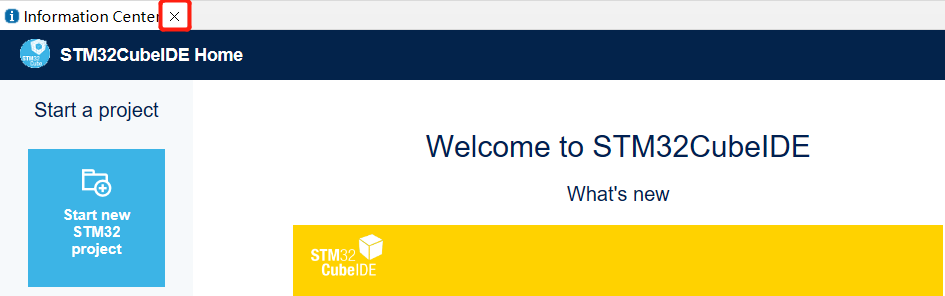 Information Center
STM32CubeIDE Home
Start a project
Start new
STM32
project
Welcome to STM32CubeIDE
What's new
STM32
CubeIDE